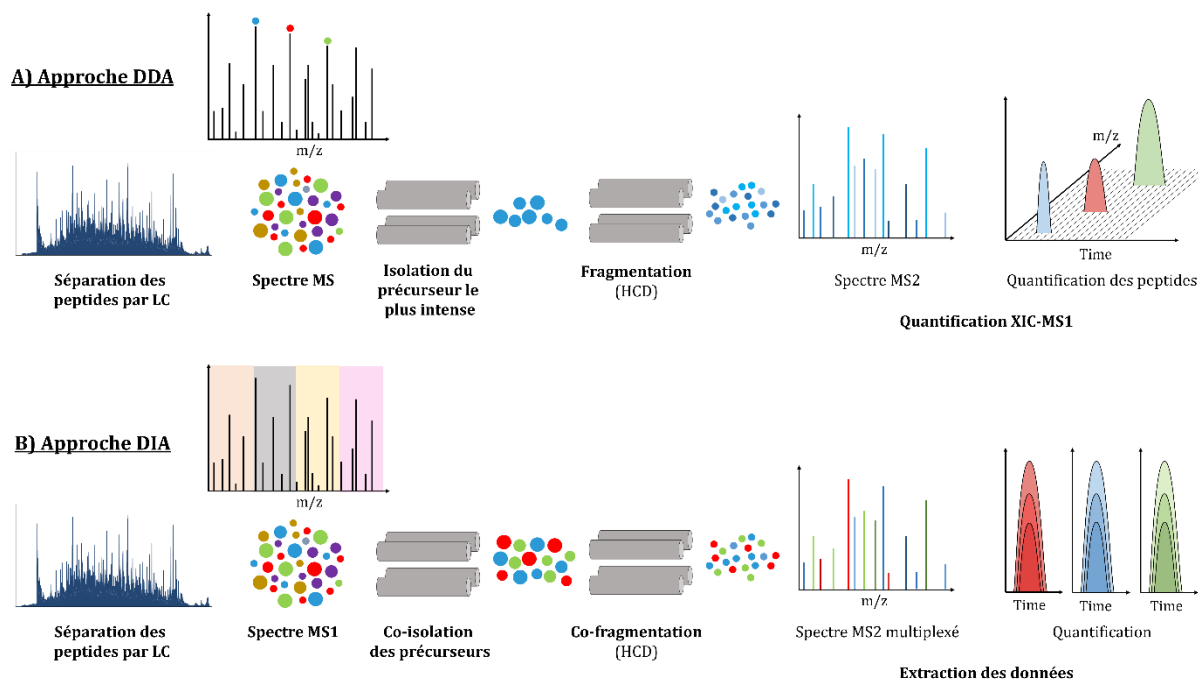 A) Approche DDA
m/z
Séparation des
peptides par LC
Spectre MS
Isolation du
précurseur le
plus intense
Fragmentation
(HCD)
m/z
Spectre MS2
m/z
Time
Quantification des peptides
Quantification XIC-MS1
B) Approche DIA
m/z
Séparation des
peptides par LC
Spectre MS1
Co-isolation
des précurseurs
Co-fragmentation
(HCD)
m/z
Spectre MS2 multiplexé
Time
Time
Time
Quantification
Extraction des données